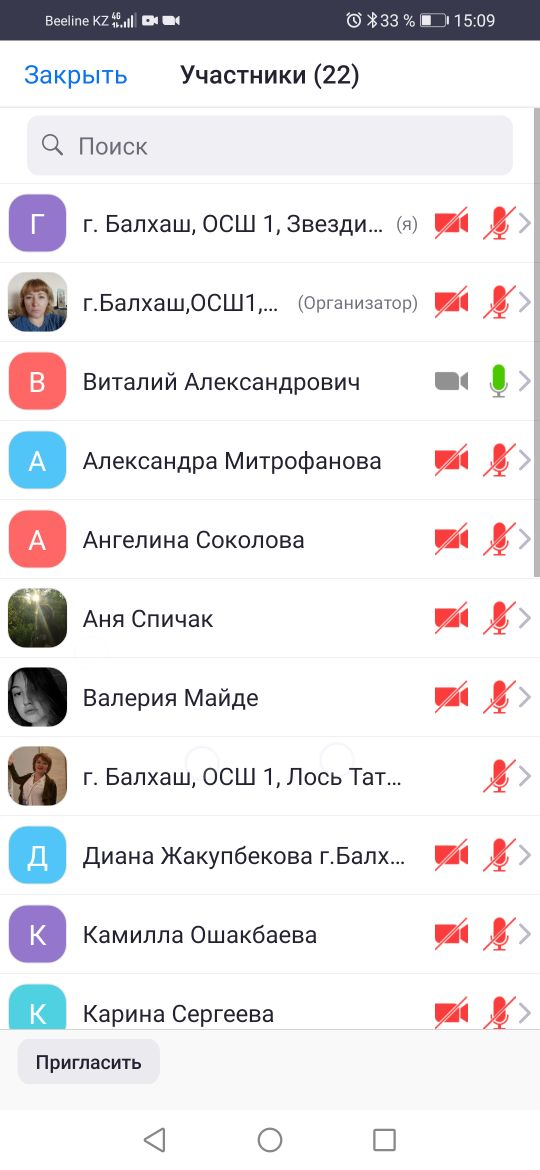 Beeline KZ 4G 33 % 15:09
Закрыть Участники (22)
Поиск
Г г. Балхаш, ОСШ 1, Звезди... (я)
г.Балхаш,ОСШ1,... (Организатор)
В Виталий Александрович
А Александра Митрофанова
А Ангелина Соколова
Аня Спичак
Валерия Майде
г. Балхаш, ОСШ 1, Лось Тат...
Д Диана Жакупбекова г.Балх...
К Камилла Ошакбаева
К Карина Сергеева
Пригласить